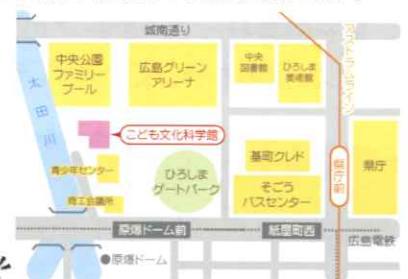 城南通り
中央公園
ファミリー
プール
広島グリーン
アリーナ
中央
図書館
ひろしま
美術館
アストラムライン
太田川
こども文化科学館
青少年センター
ひろしま
ゲートパーク
基町クレド
そごう
バスセンター
県庁前
県庁
商工会議所
原爆ドーム前
紙屋町西
広島電鉄
●原爆ドーム